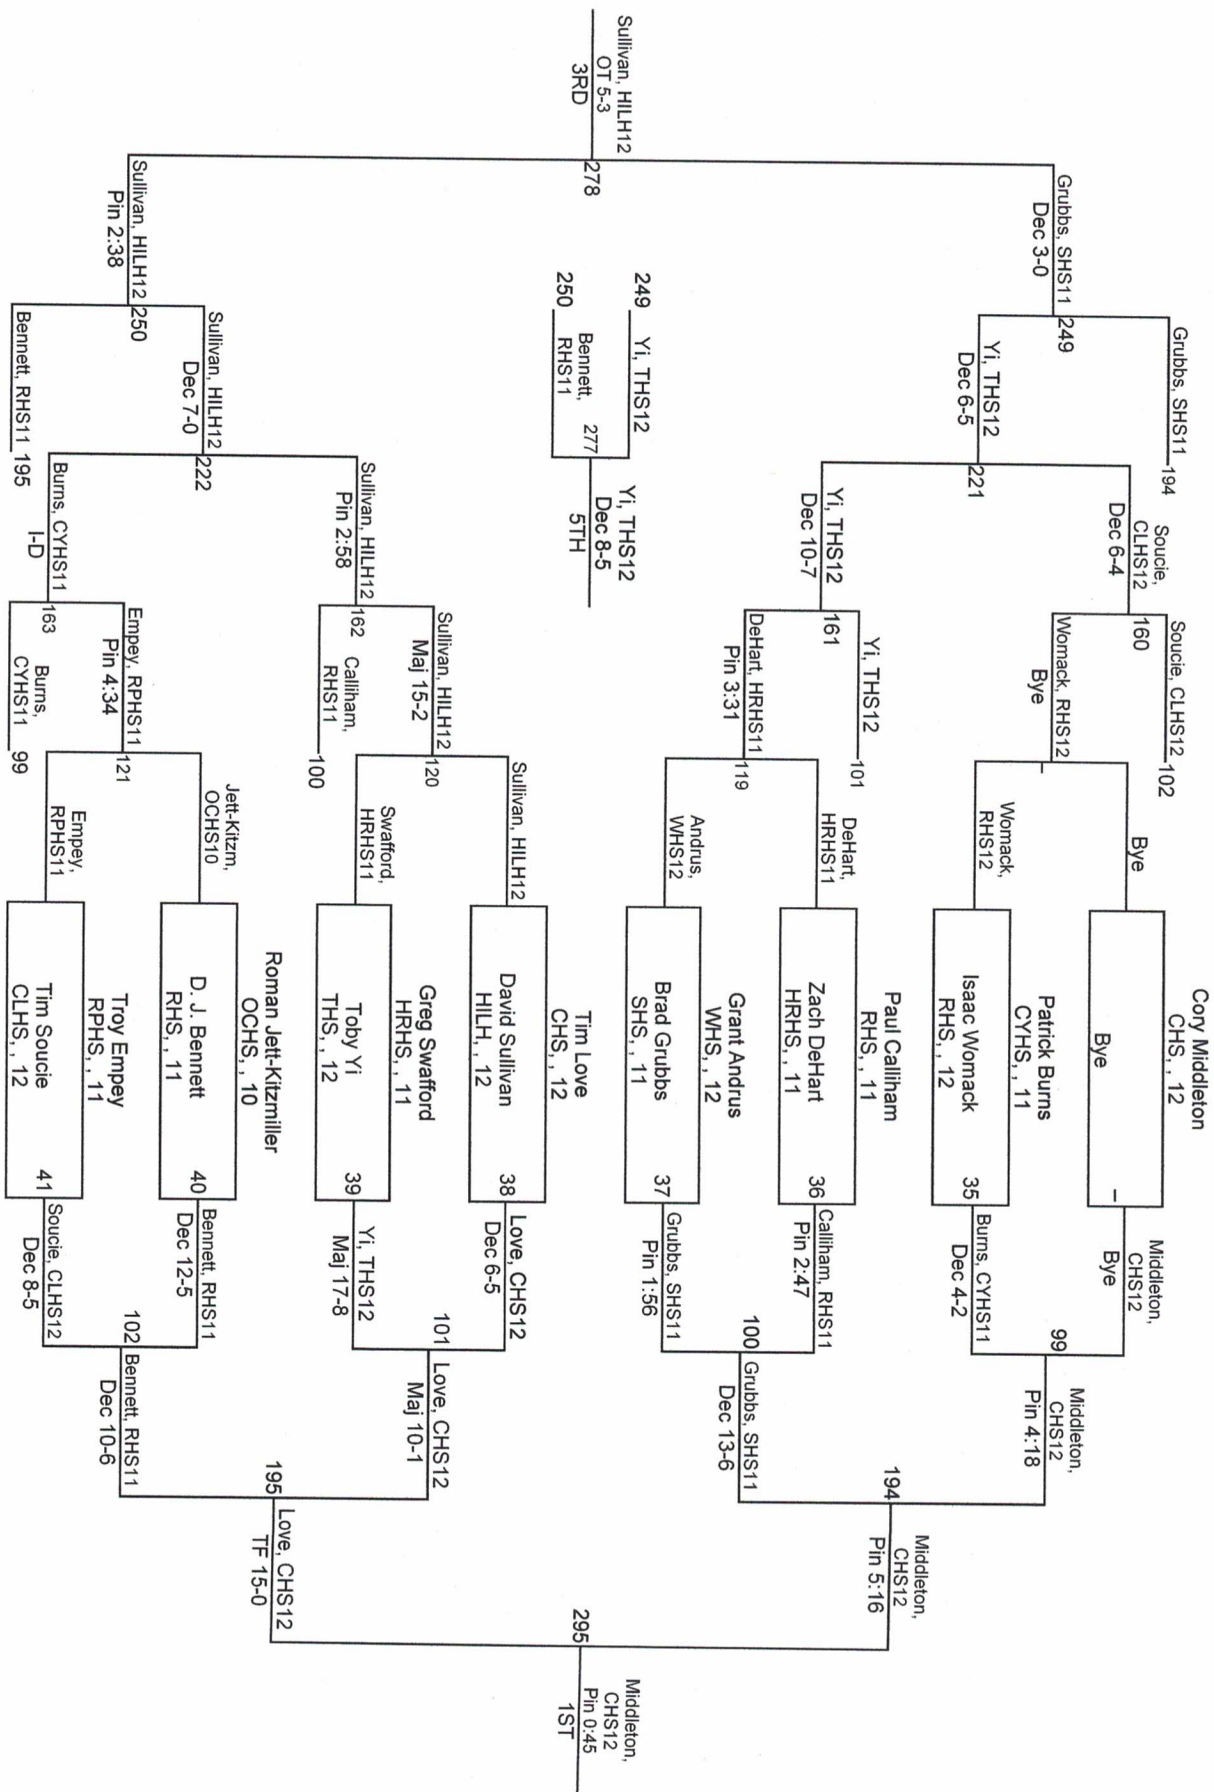 Cory Middleton
CHS, , 12
Bye
Bye
Middleton,
CHS12
Bye
Patrick Burns
CYHS, , 11
Isaac Womack
RHS, , 12
35
Burns, CYHS11
Dec 4-2
Womack,
RHS12
99
Middleton,
CHS12
Pin 4:18
Paul Calliham
RHS, , 11
Zach DeHart
HRHS, , 11
36
Calliham, RHS11
Pin 2:47
DeHart,
HRHS11
Grant Andrus
WHS, , 12
Brad Grubbs
SHS, , 11
37
Grubbs, SHS11
Pin 1:56
Andrus,
WHS12
100
Grubbs, SHS11
Dec 13-6
194
Middleton,
CHS12
Pin 5:16
Tim Love
CHS, , 12
David Sullivan
HILH, , 12
38
Love, CHS12
Dec 6-5
Sullivan, HILH12
Greg Swafford
HRHS, , 11
Toby Yi
THS, , 12
39
Yi, THS12
Maj 17-8
Swafford,
HRHS11
101
Love, CHS12
Maj 10-1
Roman Jett-Kitzmiller
OCHS, , 10
D. J. Bennett
RHS, , 11
40
Bennett, RHS11
Dec 12-5
Jett-Kitzm,
OCHS10
Troy Empey
RPHS, , 11
Tim Soucie
CLHS, , 12
41
Soucie, CLHS12
Dec 8-5
Empey,
RPHS11
102
Bennett, RHS11
Dec 10-6
195
Love, CHS12
TF 15-0
295
Middleton,
CHS12
Pin 0:45
1ST
Soucie, CLHS12
102
Womack, RHS12
Bye
160
Soucie,
CLHS12
Dec 6-4
Yi, THS12
101
119
DeHart, HRHS11
Pin 3:31
161
Yi, THS12
Dec 10-7
221
Yi, THS12
Dec 6-5
Grubbs, SHS11
194
249
Grubbs, SHS11
Dec 3-0
120
Sullivan, HILH12
Maj 15-2
Calliham,
RHS11
100
162
Sullivan, HILH12
Pin 2:58
121
Empey, RPHS11
Pin 4:34
Burns,
CYHS11
99
163
Burns, CYHS11
I-D
222
Sullivan, HILH12
Dec 7-0
Bennett, RHS11
195
250
Sullivan, HILH12
Pin 2:38
278
Sullivan, HILH12
OT 5-3
3RD
249
Yi, THS12
250
Bennett,
RHS11
277
Yi, THS12
Dec 8-5
5TH